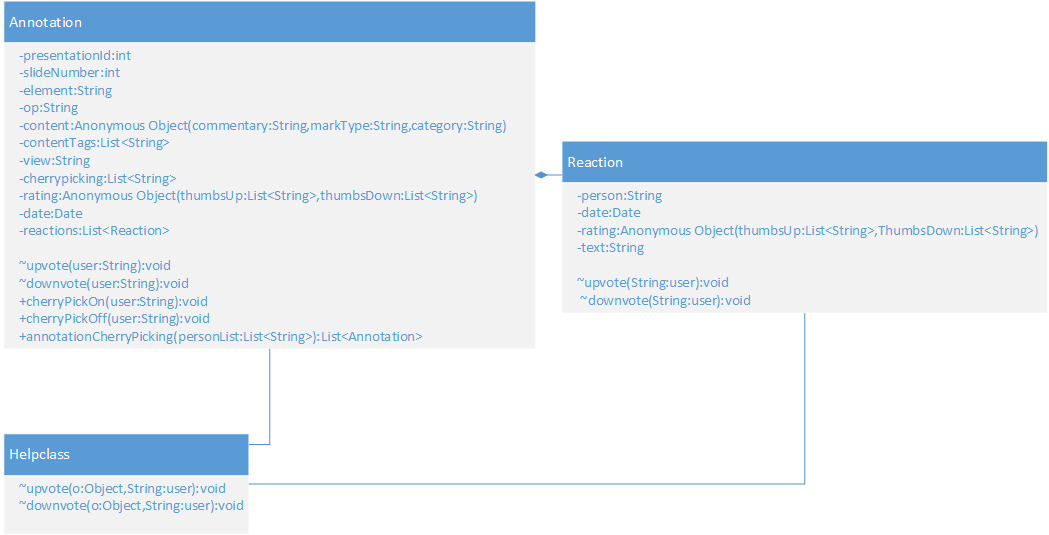 Annotation
-presentationId:int
-slideNumber:int
-element:String
-op:String
-content:Anonymous Object(commentary:String,markType:String,category:String)
-contentTags:List<String>
-view:String
-cherrypicking:List<String>
-rating:Anonymous Object(thumbsUp:List<String>,thumbsDown:List<String>)
-date:Date
-reactions:List<Reaction>
~upvote(user:String):void
~downvote(user:String):void
+cherryPickOn(user:String):void
+cherryPickOff(user:String):void
+annotationCherryPicking(personList:List<String>):List<Annotation>
Reaction
-person:String
-date:Date
-rating:Anonymous Object(thumbsUp:List<String>,ThumbsDown:List<String>)
-text:String
~upvote(String:user):void
~downvote(String:user):void
Helpclass
~upvote(o:Object,String:user):void
~downvote(o:Object,String:user):void